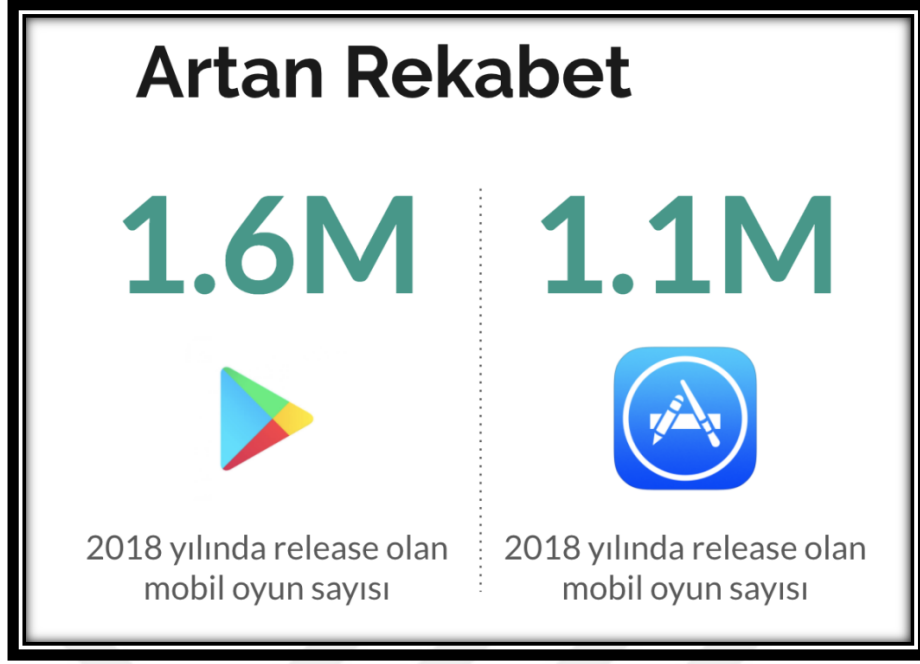 Artan Rekabet
1.6M
2018 yılında release olan
mobil oyun sayısı
1.1M
2018 yılında release olan
mobil oyun sayısı